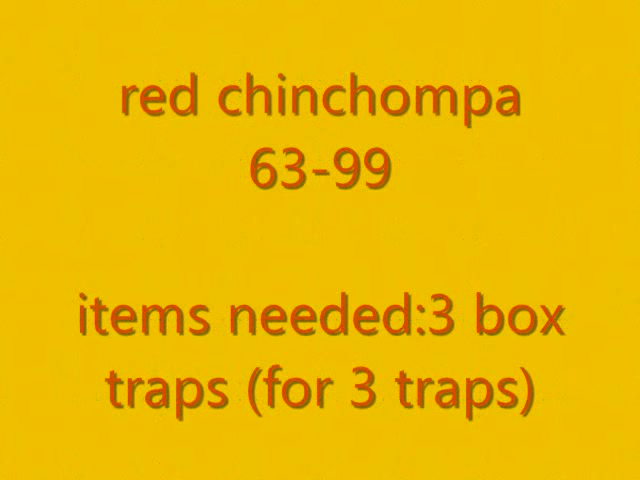 red chinchompa
63-99
items needed:3 box
traps (for 3 traps)